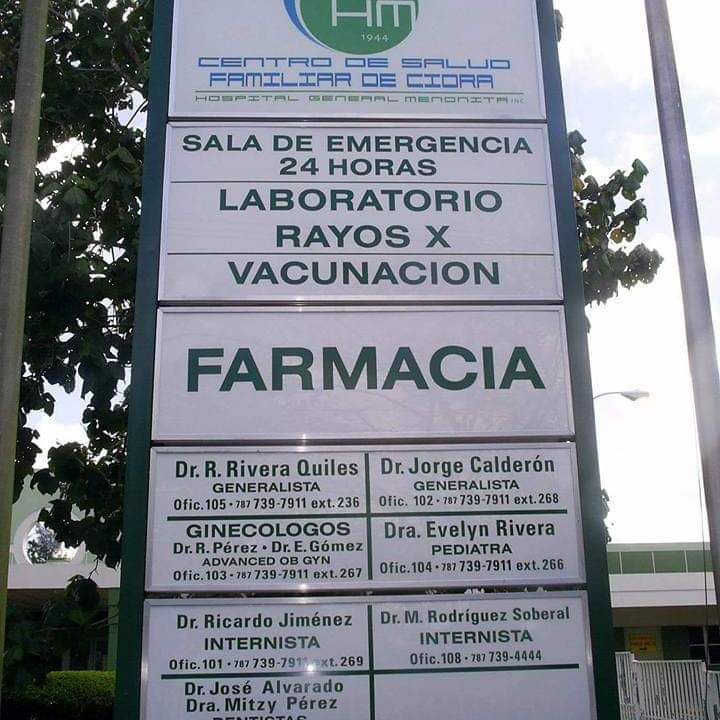 HM
1944
CENTRO DE SALUD
FAMILIAR DE CIDRA
HOSPITAL GENERAL MENONITA INC
SALA DE EMERGENCIA
24 HORAS
LABORATORIO
RAYOS X
VACUNACION
FARMACIA
Dr. R. Rivera Quiles
GENERALISTA
Ofic. 105 • 787 739-7911 ext. 236
Dr. Jorge Calderón
GENERALISTA
Ofic. 102 • 787 739-7911 ext. 268
GINECOLOGOS
Dr. R. Pérez • Dr. E. Gómez
ADVANCED OB GYN
Ofic. 103 • 787 739-7911 ext. 267
Dra. Evelyn Rivera
PEDIATRA
Ofic. 104 • 787 739-7911 ext. 266
Dr. Ricardo Jiménez
INTERNISTA
Ofic. 101 • 787 739-7911 ext. 269
Dr. M. Rodríguez Soberal
INTERNISTA
Ofic. 108 • 787 739-4444
Dr. José Alvarado
Dra. Mitzy Pérez
DENTISTAS